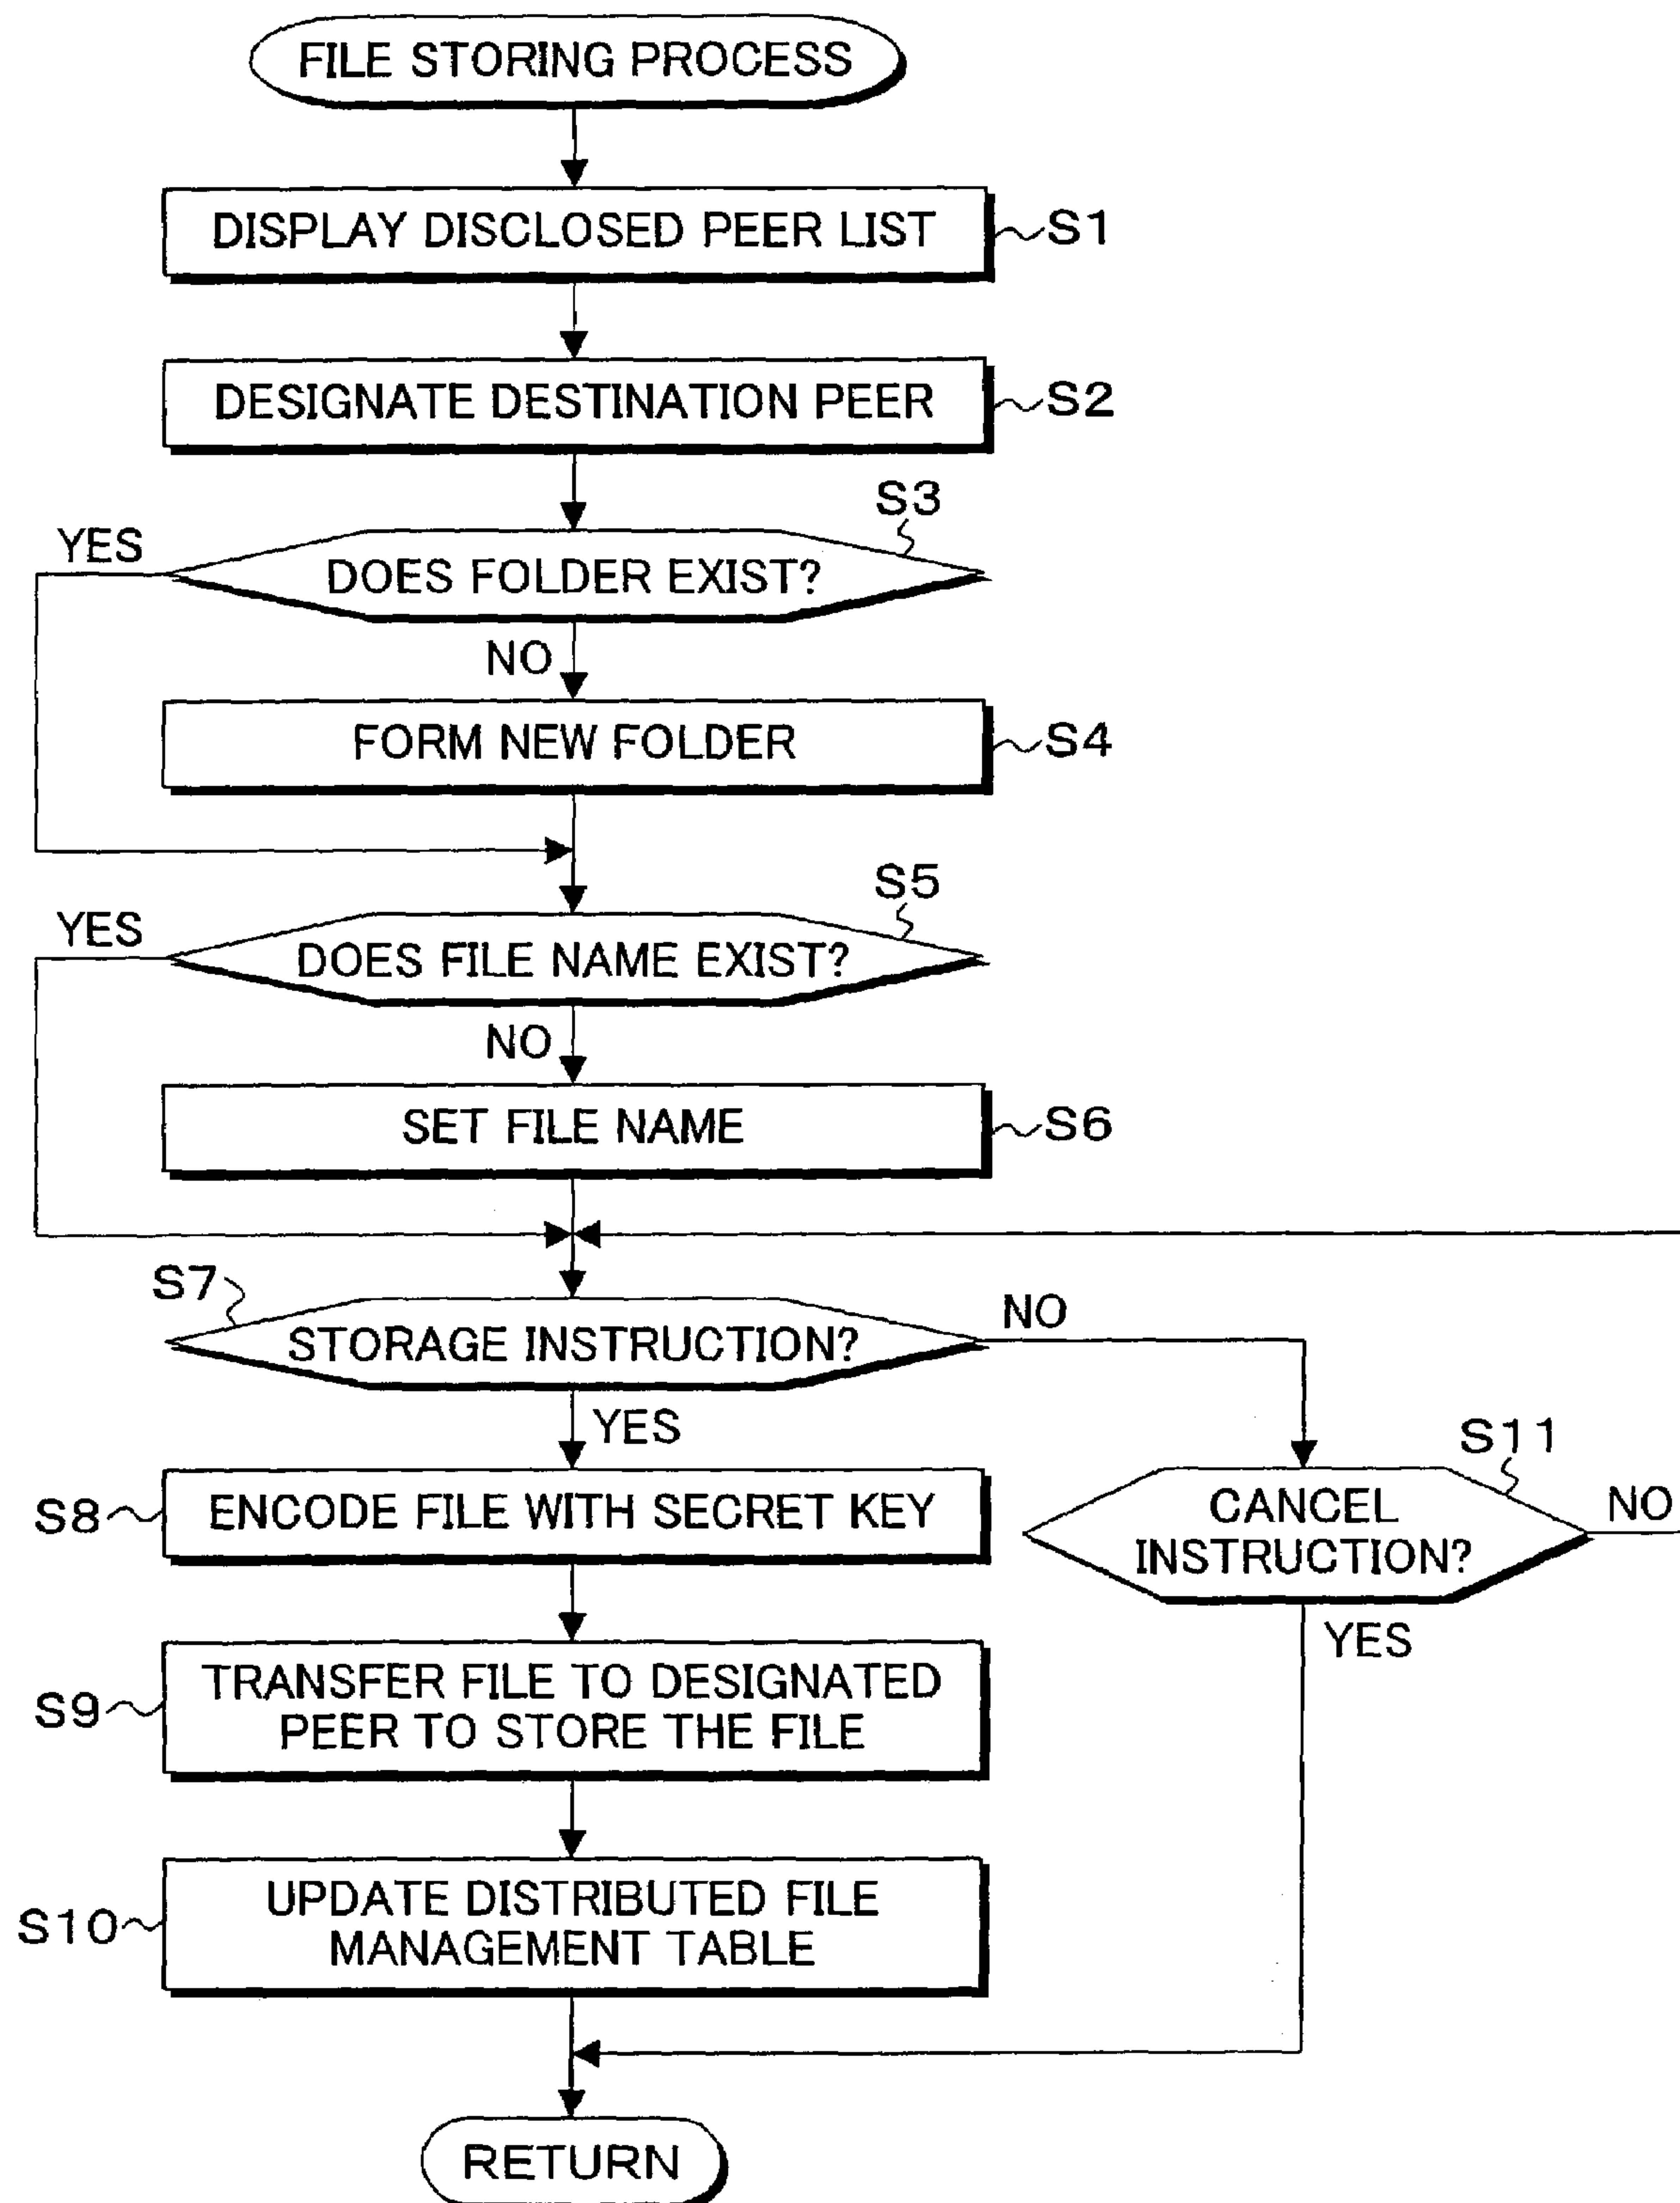 FILE STORING PROCESS
DISPLAY DISCLOSED PEER LIST
S1
DESIGNATE DESTINATION PEER
S2
S3
YES
DOES FOLDER EXIST?
NO
FORM NEW FOLDER
S4
S5
YES
DOES FILE NAME EXIST?
NO
SET FILE NAME
S6
S7
STORAGE INSTRUCTION?
NO
YES
S11
CANCEL
INSTRUCTION?
NO
YES
S8
ENCODE FILE WITH SECRET KEY
S9
TRANSFER FILE TO DESIGNATED
PEER TO STORE THE FILE
S10
UPDATE DISTRIBUTED FILE
MANAGEMENT TABLE
RETURN